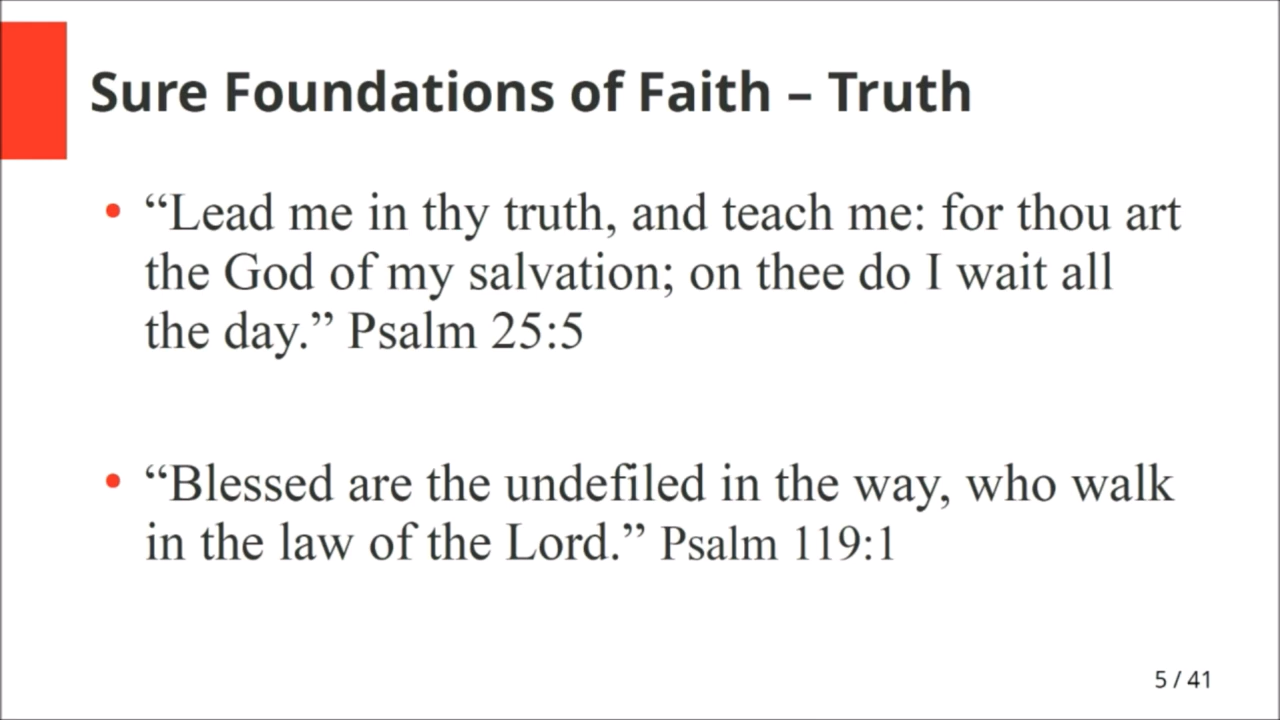 Sure Foundations of Faith – Truth
• “Lead me in thy truth, and teach me: for thou art
the God of my salvation; on thee do I wait all
the day.” Psalm 25:5
• “Blessed are the undefiled in the way, who walk
in the law of the Lord.” Psalm 119:1
5 / 41